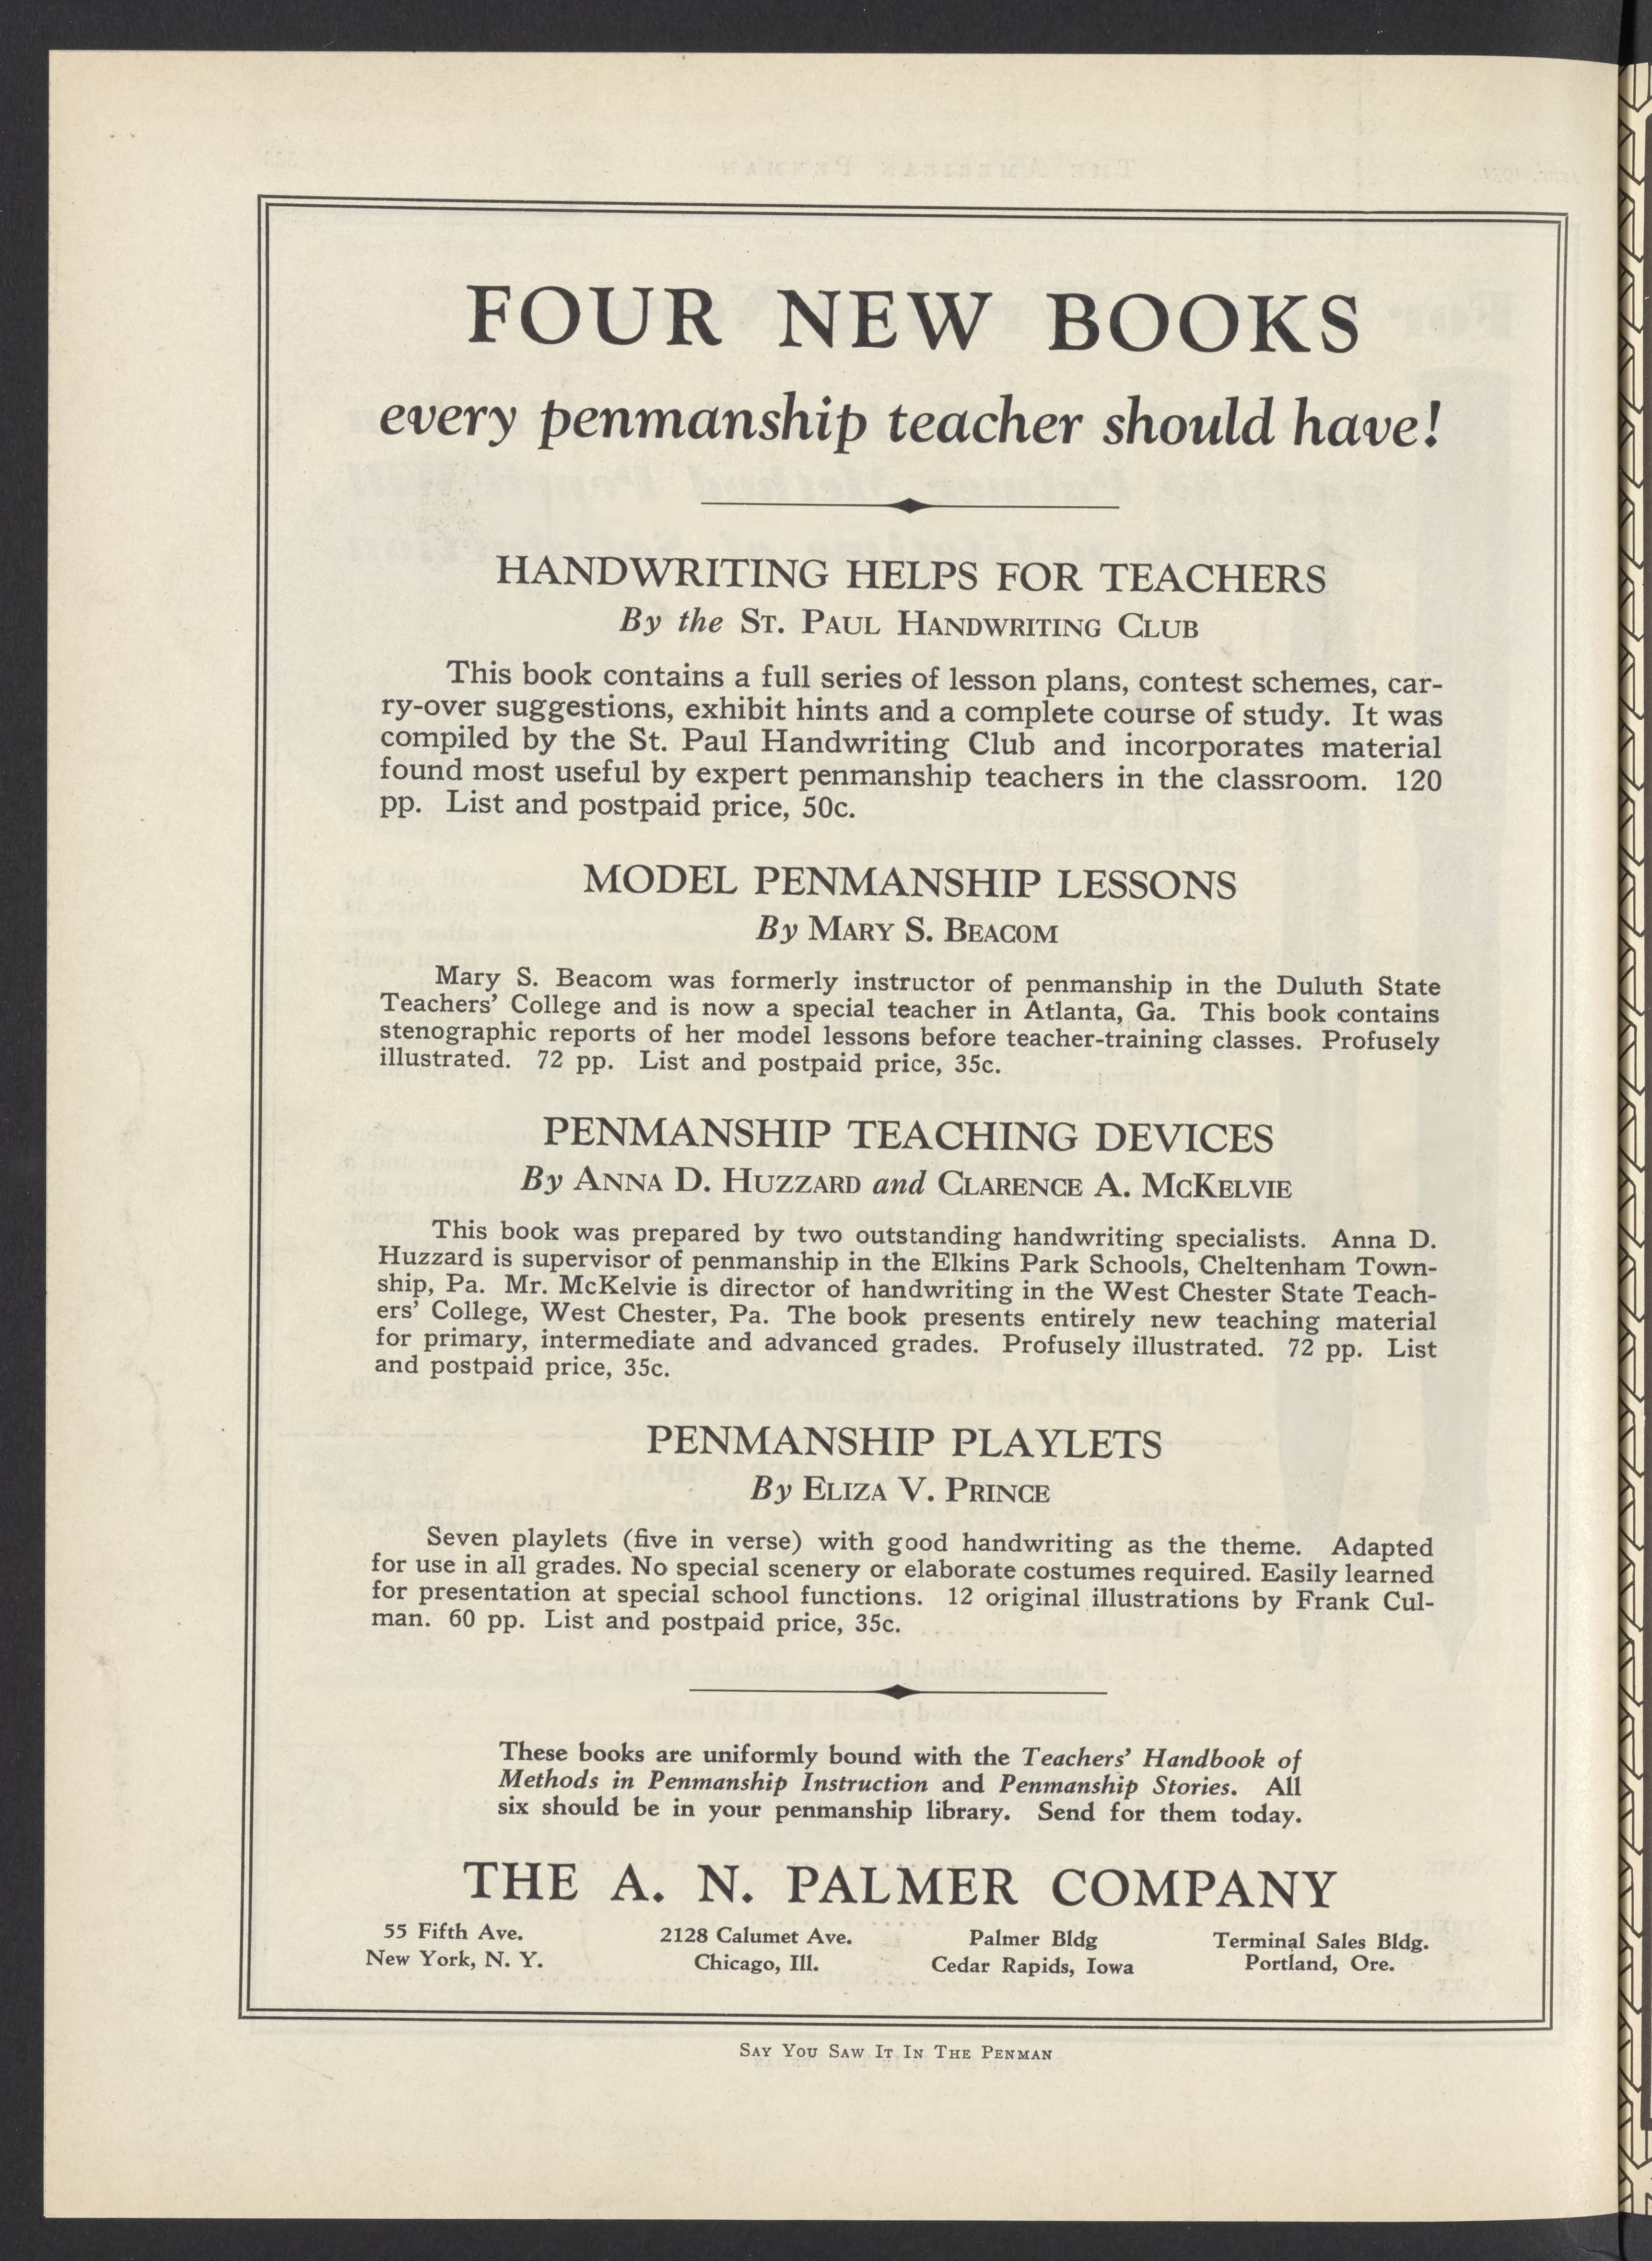 FOUR NEW BOOKS
every penmanship teacher should have!
HANDWRITING HELPS FOR TEACHERS
By the ST. PAUL HANDWRITING CLUB
This book contains a full series of lesson plans, contest schemes, car-
ry-over suggestions, exhibit hints and a complete course of study. It was
compiled by the St. Paul Handwriting Club and incorporates material
found most useful by expert penmanship teachers in the classroom. 120
pp. List and postpaid price, 50c.
MODEL PENMANSHIP LESSONS
By MARY S. BEACOM
Mary S. Beacom was formerly instructor of penmanship in the Duluth State
Teachers' College and is now a special teacher in Atlanta, Ga. This book contains
stenographic reports of her model lessons before teacher-training classes. Profusely
illustrated. 72 pp. List and postpaid price, 35c.
PENMANSHIP TEACHING DEVICES
By ANNA D. HUZZARD and CLARENCE A. McKELVIE
This book was prepared by two outstanding handwriting specialists. Anna D.
Huzzard is supervisor of penmanship in the Elkins Park Schools, Cheltenham Town-
ship, Pa. Mr. McKelvie is director of handwriting in the West Chester State Teach-
ers' College, West Chester, Pa. The book presents entirely new teaching material
for primary, intermediate and advanced grades. Profusely illustrated. 72 pp. List
and postpaid price, 35c.
PENMANSHIP PLAYLETS
By ELIZA V. PRINCE
Seven playlets (five in verse) with good handwriting as the theme. Adapted
for use in all grades. No special scenery or elaborate costumes required. Easily learned
for presentation at special school functions. 12 original illustrations by Frank Cul-
man. 60 pp. List and postpaid price, 35c.
These books are uniformly bound with the Teachers' Handbook of
Methods in Penmanship Instruction and Penmanship Stories. All
six should be in your penmanship library. Send for them today.
THE A. N. PALMER COMPANY
55 Fifth Ave. 2128 Calumet Ave. Palmer Bldg Terminal Sales Bldg.
New York, N. Y. Chicago, Ill. Cedar Rapids, Iowa Portland, Ore.
SAY YOU SAW IT IN THE PENMAN